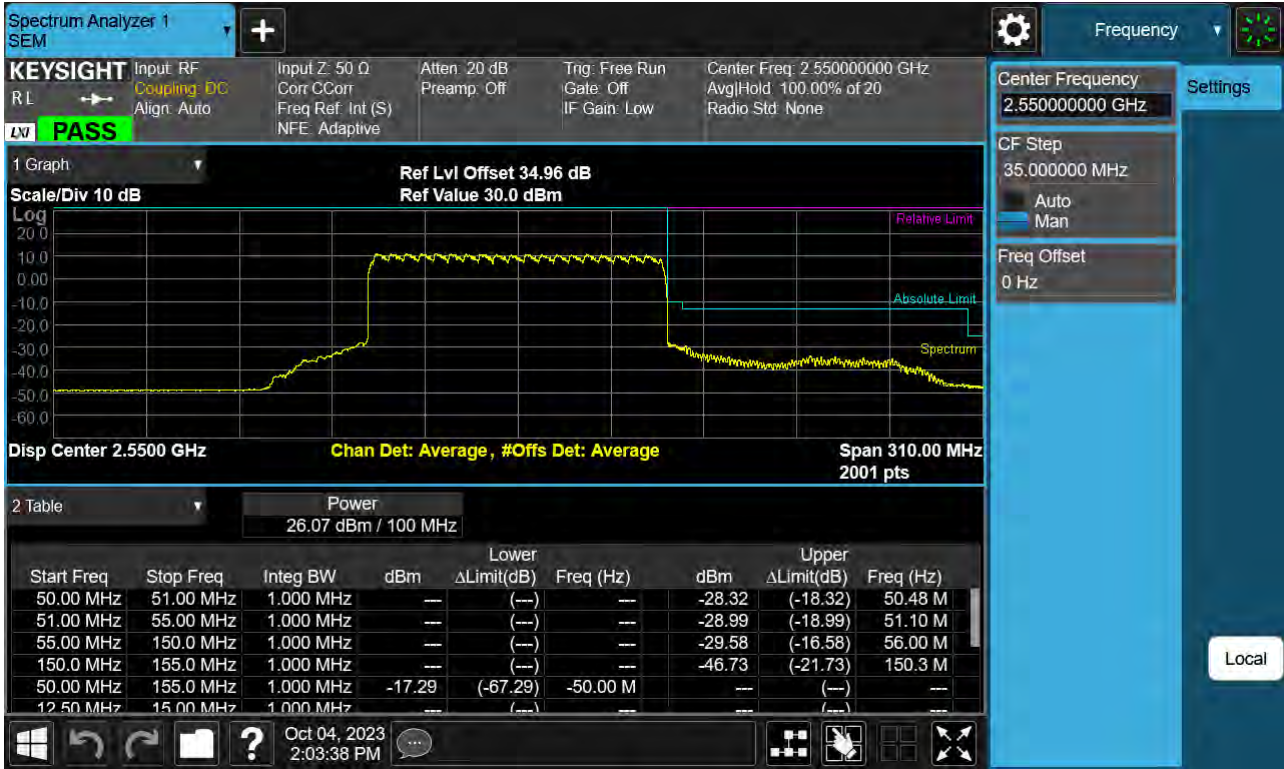 Spectrum Analyzer 1
SEM
Frequency
KEYSIGHT
RL
LXI
PASS
Input: RF
Coupling: DC
Align: Auto
Input Z: 50 Ω
Corr CCorr
Freq Ref: Int (S)
NFE: Adaptive
Atten: 20 dB
Preamp: Off
Trig: Free Run
Gate: Off
IF Gain: Low
Center Freq: 2.550000000 GHz
Avg|Hold: 100.00% of 20
Radio Std: None
Center Frequency
2.550000000 GHz
Settings
CF Step
35.000000 MHz
Auto
Man
Freq Offset
0 Hz
Local
1 Graph
Scale/Div 10 dB
Ref Lvl Offset 34.96 dB
Ref Value 30.0 dBm
Log
20.0
10.0
0.00
-10.0
-20.0
-30.0
-40.0
-50.0
-60.0
Relative Limit
Absolute Limit
Spectrum
Disp Center 2.5500 GHz
Chan Det: Average , #Offs Det: Average
Span 310.00 MHz
2001 pts
2 Table
Power
26.07 dBm / 100 MHz
Lower Upper
Start Freq Stop Freq Integ BW dBm ΔLimit(dB) Freq (Hz) dBm ΔLimit(dB) Freq (Hz)
50.00 MHz 51.00 MHz 1.000 MHz --- (---) --- -28.32 (-18.32) 50.48 M
51.00 MHz 55.00 MHz 1.000 MHz --- (---) --- -28.99 (-18.99) 51.10 M
55.00 MHz 150.0 MHz 1.000 MHz --- (---) --- -29.58 (-16.58) 56.00 M
150.0 MHz 155.0 MHz 1.000 MHz --- (---) --- -46.73 (-21.73) 150.3 M
50.00 MHz 155.0 MHz 1.000 MHz -17.29 (-67.29) -50.00 M --- (---) ---
12.50 MHz 15.00 MHz 1.000 MHz --- (---) --- --- (---) ---
?
Oct 04, 2023
2:03:38 PM